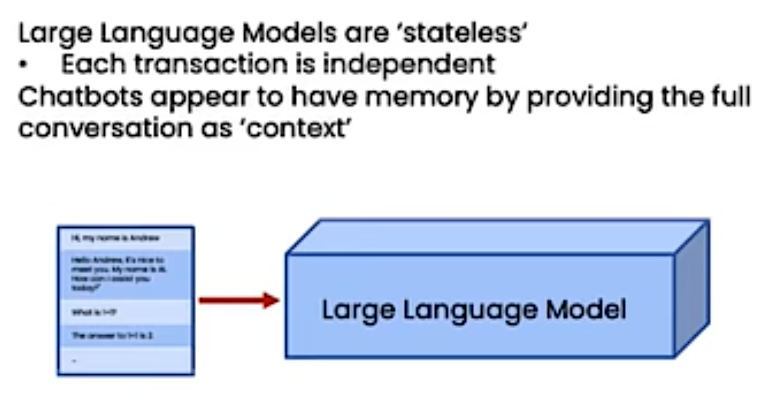 Large Language Models are ‘stateless‘
• Each transaction is independent
Chatbots appear to have memory by providing the full
conversation as ‘context’
Hi, my name is Andrew
Hello Andrew, it's nice to
meet you. My name is AI.
How can I assist you
today?"
What is 1+1?
The answer to 1+1 is 2
...
Large Language Model